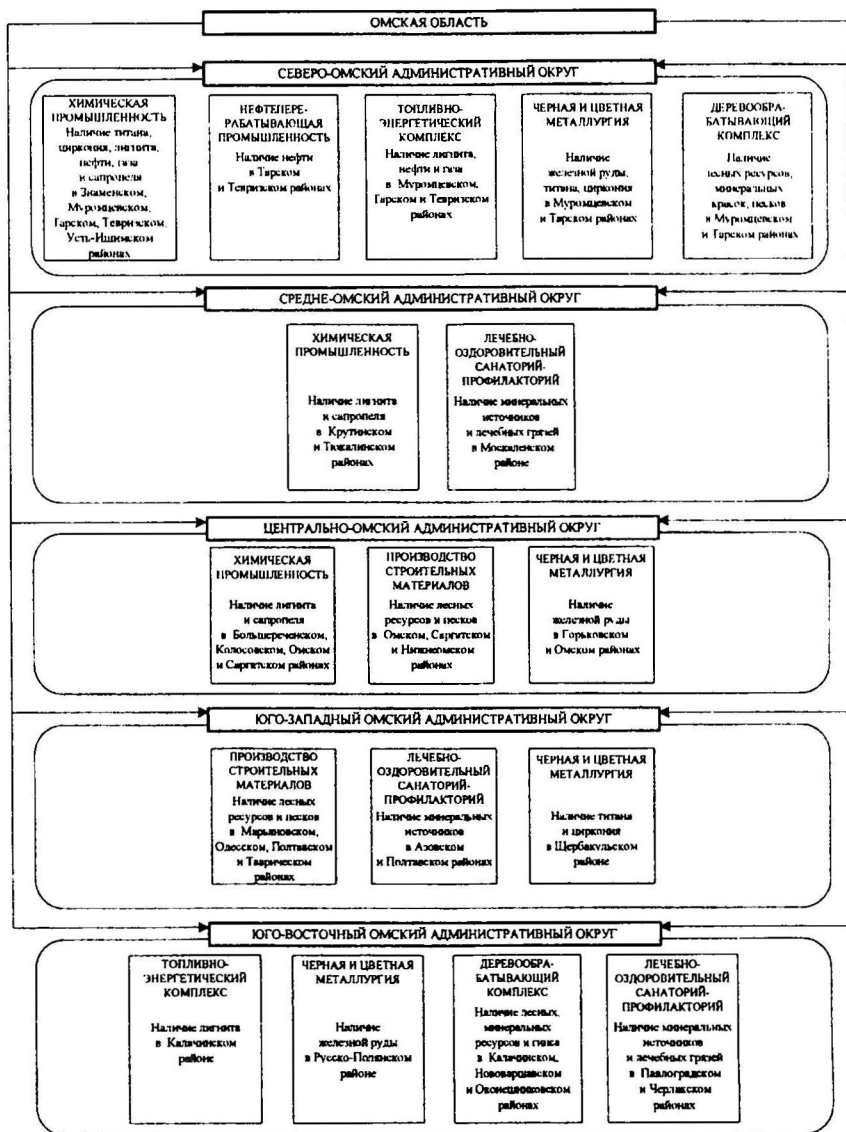 ОМСКАЯ ОБЛАСТЬ
СЕВЕРО-ОМСКИЙ АДМИНИСТРАТИВНЫЙ ОКРУГ
ХИМИЧЕСКАЯ
ПРОМЫШЛЕННОСТЬ
Наличие титана,
циркония, лигнита,
нефти, газа
и сапропеля
в Знаменском,
Муромцевском,
Тарском, Тевризском,
Усть-Ишимском
районах
НЕФТЕПЕРЕ-
РАБАТЫВАЮЩАЯ
ПРОМЫШЛЕННОСТЬ
Наличие нефти
в Тарском
и Тевризском районах
ТОПЛИВНО-
ЭНЕРГЕТИЧЕСКИЙ
КОМПЛЕКС
Наличие лигнита,
нефти и газа
в Муромцевском,
Тарском и Тевризском
районах
ЧЕРНАЯ И ЦВЕТНАЯ
МЕТАЛЛУРГИЯ
Наличие
железной руды,
титана, циркония
в Муромцевском
и Тарском районах
ДЕРЕВООБРА-
БАТЫВАЮЩИЙ
КОМПЛЕКС
Наличие
лесных ресурсов,
минеральных
красок, песков
в Муромцевском
и Тарском районах
СРЕДНЕ-ОМСКИЙ АДМИНИСТРАТИВНЫЙ ОКРУГ
ХИМИЧЕСКАЯ
ПРОМЫШЛЕННОСТЬ
Наличие лигнита
и сапропеля
в Крутинском
и Тюкалинском
районах
ЛЕЧЕБНО-
ОЗДОРОВИТЕЛЬНЫЙ
САНАТОРИЙ-
ПРОФИЛАКТОРИЙ
Наличие минеральных
источников
и лечебных грязей
в Москаленском
районе
ЦЕНТРАЛЬНО-ОМСКИЙ АДМИНИСТРАТИВНЫЙ ОКРУГ
ХИМИЧЕСКАЯ
ПРОМЫШЛЕННОСТЬ
Наличие лигнита
и сапропеля
в Большереченском,
Колосовском, Омском
и Саргатском районах
ПРОИЗВОДСТВО
СТРОИТЕЛЬНЫХ
МАТЕРИАЛОВ
Наличие лесных
ресурсов и песков
в Омском, Саргатском
и Нижнеомском
районах
ЧЕРНАЯ И ЦВЕТНАЯ
МЕТАЛЛУРГИЯ
Наличие
железной руды
в Горьковском
и Омском районах
ЮГО-ЗАПАДНЫЙ ОМСКИЙ АДМИНИСТРАТИВНЫЙ ОКРУГ
ПРОИЗВОДСТВО
СТРОИТЕЛЬНЫХ
МАТЕРИАЛОВ
Наличие лесных
ресурсов и песков
в Марьяновском,
Одесском, Полтавском
и Таврическом
районах
ЛЕЧЕБНО-
ОЗДОРОВИТЕЛЬНЫЙ
САНАТОРИЙ-
ПРОФИЛАКТОРИЙ
Наличие минеральных
источников
в Азовском
и Полтавском районах
ЧЕРНАЯ И ЦВЕТНАЯ
МЕТАЛЛУРГИЯ
Наличие титана
и циркония
в Щербакульском
районе
ЮГО-ВОСТОЧНЫЙ ОМСКИЙ АДМИНИСТРАТИВНЫЙ ОКРУГ
ТОПЛИВНО-
ЭНЕРГЕТИЧЕСКИЙ
КОМПЛЕКС
Наличие лигнита
в Калачинском
районе
ЧЕРНАЯ И ЦВЕТНАЯ
МЕТАЛЛУРГИЯ
Наличие
железной руды
в Русско-Полянском
районе
ДЕРЕВООБРА-
БАТЫВАЮЩИЙ
КОМПЛЕКС
Наличие лесных,
минеральных
ресурсов и гипса
в Калачинском,
Нововаршавском
и Оконешниковском
районах
ЛЕЧЕБНО-
ОЗДОРОВИТЕЛЬНЫЙ
САНАТОРИЙ-
ПРОФИЛАКТОРИЙ
Наличие минеральных
источников
и лечебных грязей
в Павлоградском
и Черлакском
районах